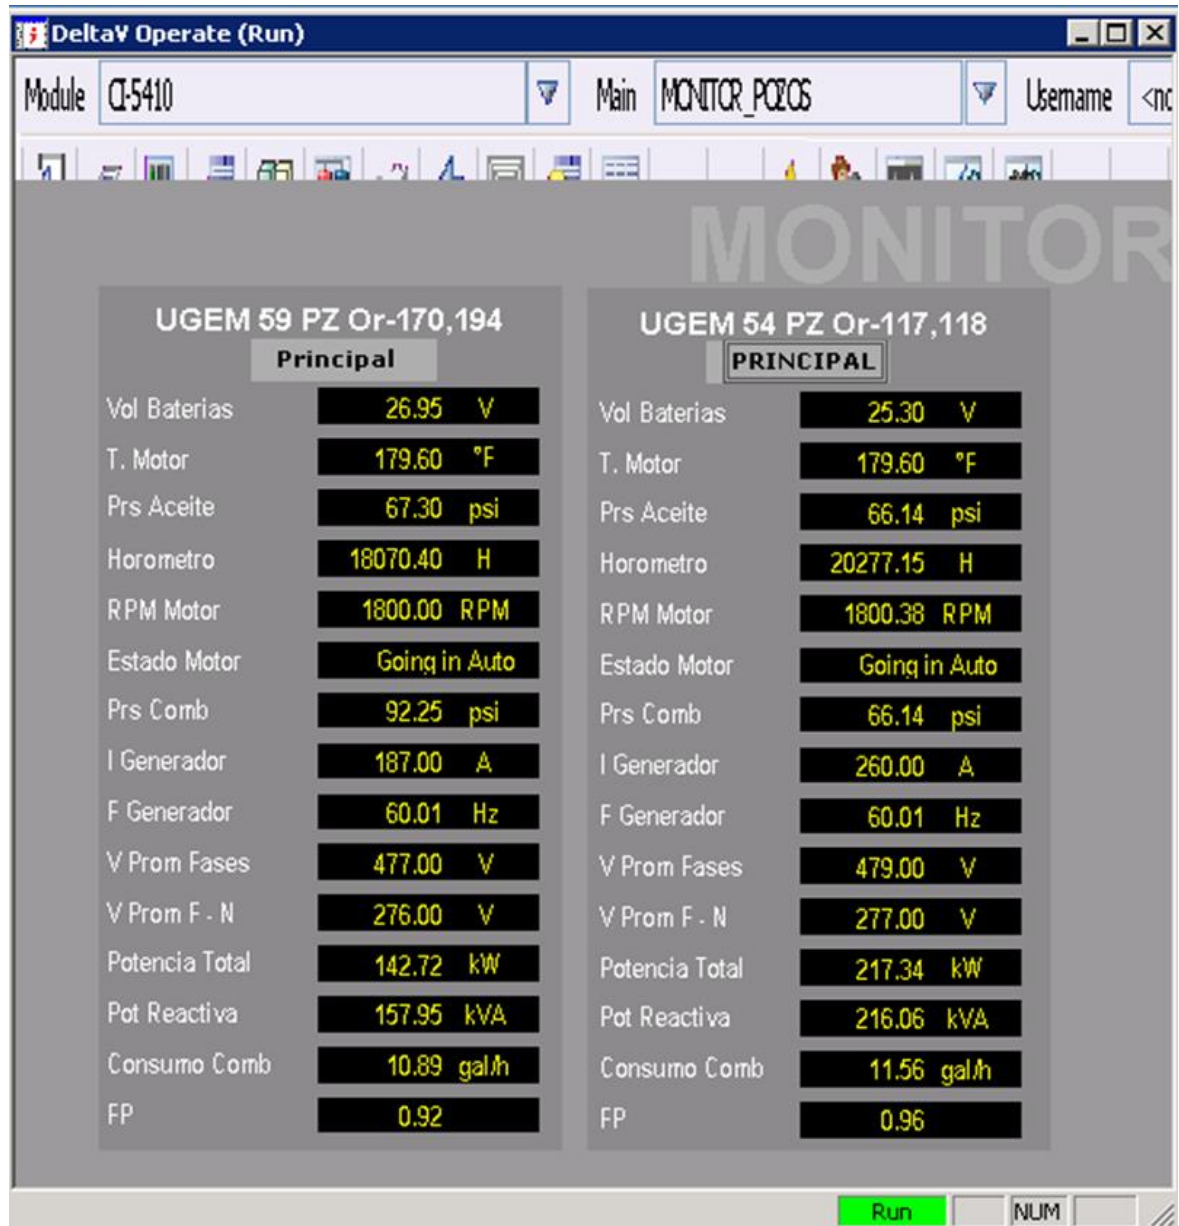 DeltaV Operate (Run)
Module CI-5410 Main MONITOR_POZOS Username <no
MONITOR
UGEM 59 PZ Or-170,194
Principal
Vol Baterias 26.95 V
T. Motor 179.60 °F
Prs Aceite 67.30 psi
Horometro 18070.40 H
RPM Motor 1800.00 RPM
Estado Motor Going in Auto
Prs Comb 92.25 psi
I Generador 187.00 A
F Generador 60.01 Hz
V Prom Fases 477.00 V
V Prom F - N 276.00 V
Potencia Total 142.72 kW
Pot Reactiva 157.95 kVA
Consumo Comb 10.89 gal/h
FP 0.92
UGEM 54 PZ Or-117,118
PRINCIPAL
Vol Baterias 25.30 V
T. Motor 179.60 °F
Prs Aceite 66.14 psi
Horometro 20277.15 H
RPM Motor 1800.38 RPM
Estado Motor Going in Auto
Prs Comb 66.14 psi
I Generador 260.00 A
F Generador 60.01 Hz
V Prom Fases 479.00 V
V Prom F - N 277.00 V
Potencia Total 217.34 kW
Pot Reactiva 216.06 kVA
Consumo Comb 11.56 gal/h
FP 0.96
Run NUM